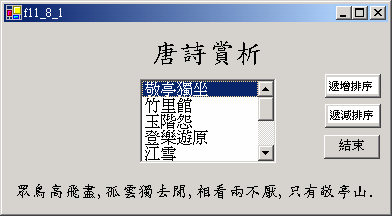 f11_8_1
唐詩賞析
敬亭獨坐
竹里館
玉階怨
登樂遊原
江雪
遞增排序
遞減排序
結束
眾鳥高飛盡,孤雲獨去閒,相看兩不厭,只有敬亭山.